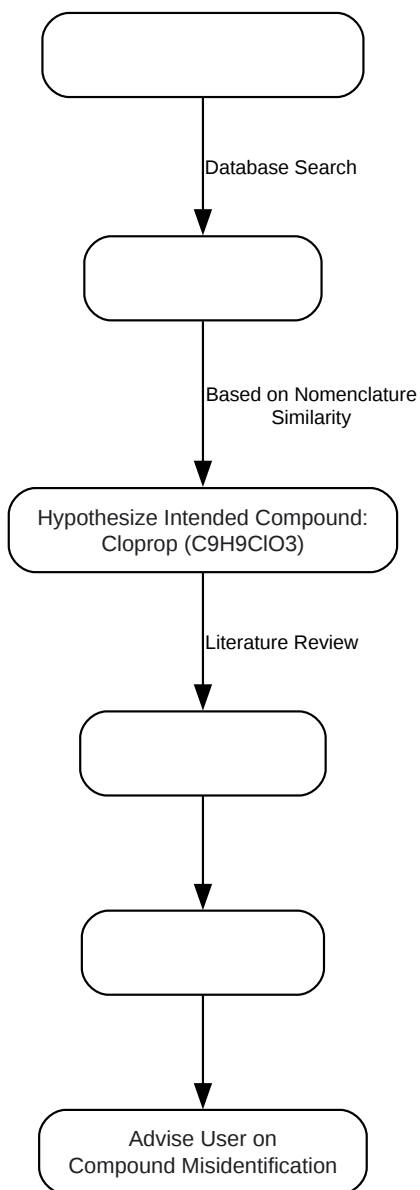 Database Search
Based on Nomenclature
Similarity
Hypothesize Intended Compound:
Cloprop (C9H9ClO3)
Literature Review
Advise User on
Compound Misidentification